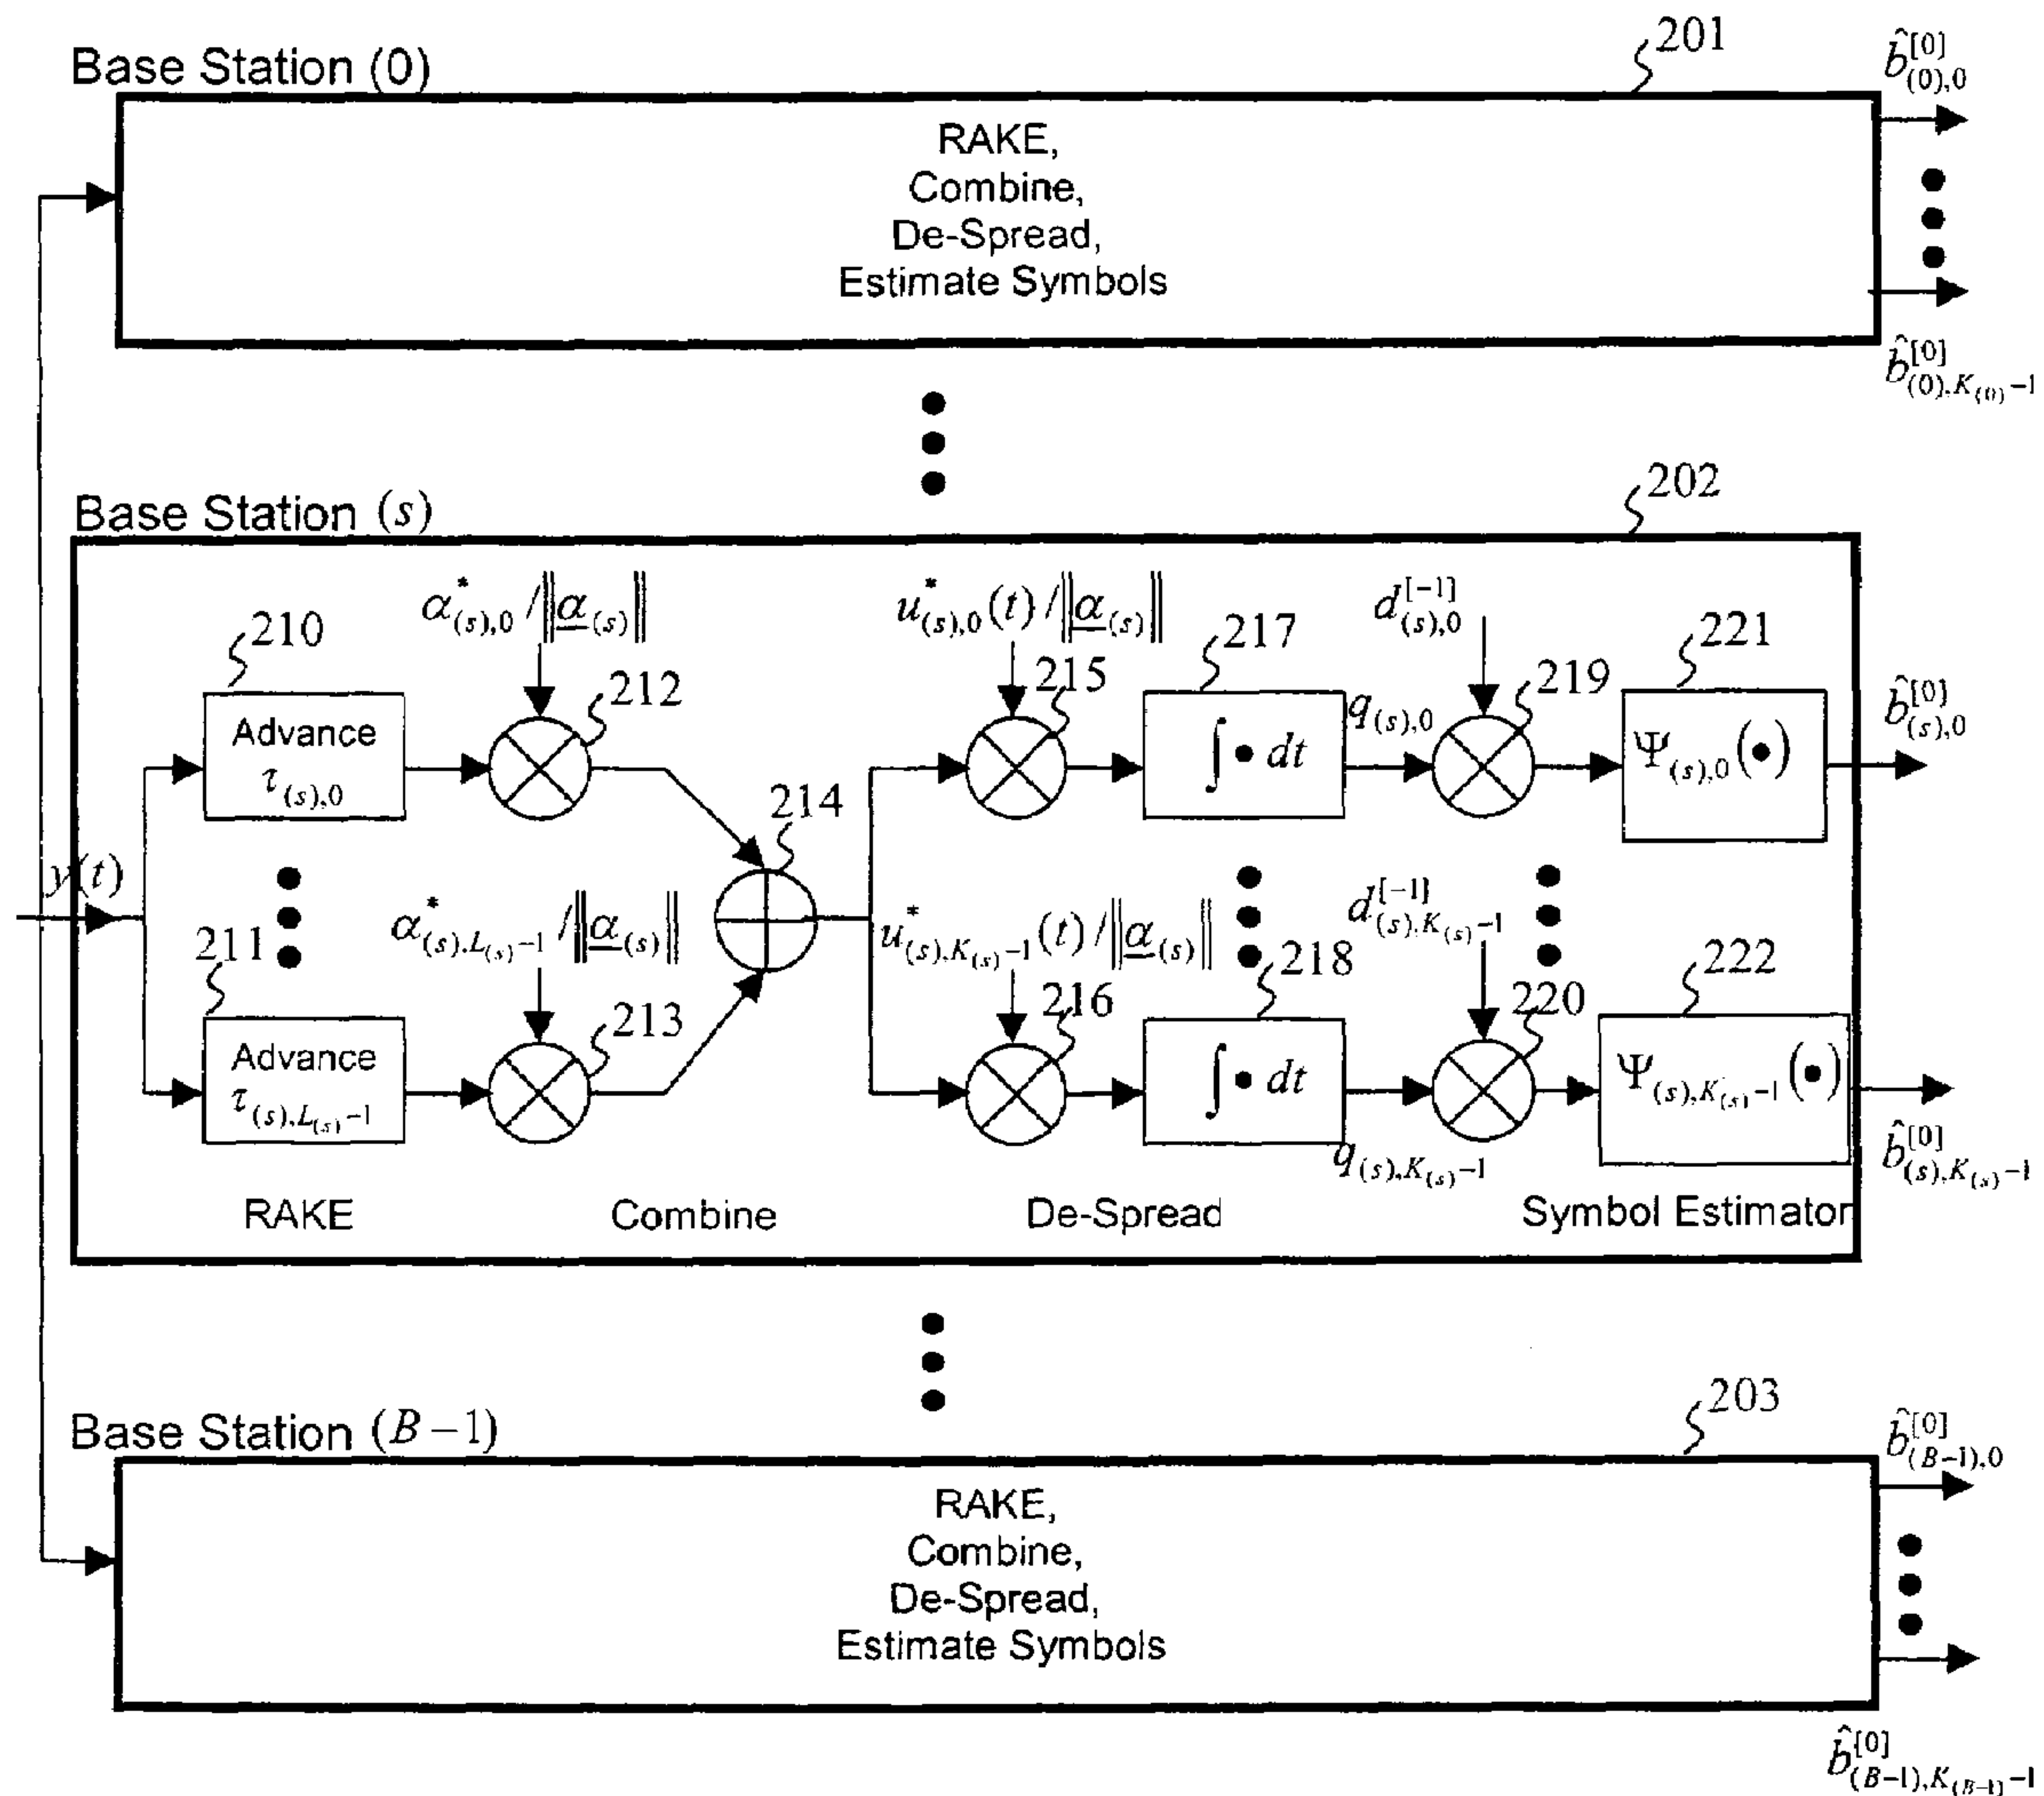 Base Station (0)
201
b̂^{[0]}_{(0),0}
RAKE,
Combine,
De-Spread,
Estimate Symbols
b̂^{[0]}_{(0),K_{(0)}−1}
Base Station (s)
202
α^*_{(s),0} / ‖α_{(s)}‖
u^*_{(s),0}(t) / ‖α_{(s)}‖
d^{[-1]}_{(s),0}
210
212
215
217
219
221
Advance
τ_{(s),0}
∫ • dt
q_{(s),0}
Ψ_{(s),0}(•)
b̂^{[0]}_{(s),0}
214
y(t)
α^*_{(s),L_{(s)}−1} / ‖α_{(s)}‖
u^*_{(s),K_{(s)}−1}(t) / ‖α_{(s)}‖
d^{[-1]}_{(s),K_{(s)}−1}
211
213
216
218
220
222
Advance
τ_{(s),L_{(s)}−1}
∫ • dt
q_{(s),K_{(s)}−1}
Ψ_{(s),K_{(s)}−1}(•)
b̂^{[0]}_{(s),K_{(s)}−1}
RAKE Combine De-Spread Symbol Estimator
Base Station (B−1)
203
b̂^{[0]}_{(B−1),0}
RAKE,
Combine,
De-Spread,
Estimate Symbols
b̂^{[0]}_{(B−1),K_{(B−1)}−1}